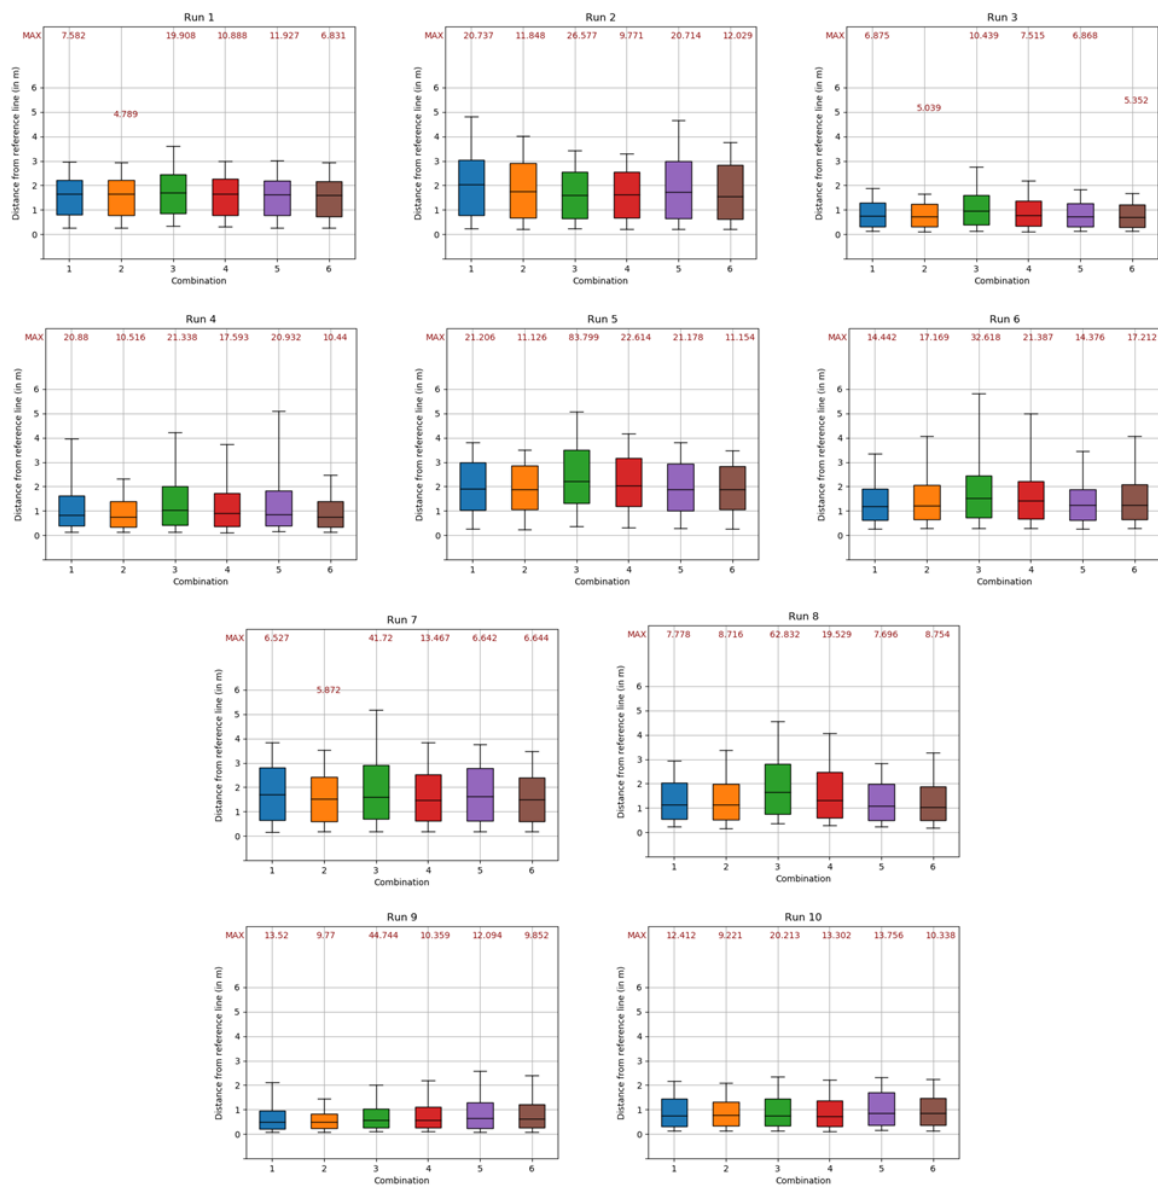 Run 1
MAX 7.582 19.908 10.888 11.927 6.831
4.789
6
5
4
3
2
1
0
Distance from reference line (in m)
1 2 3 4 5 6
Combination
Run 2
MAX 20.737 11.848 26.577 9.771 20.714 12.029
6
5
4
3
2
1
0
Distance from reference line (in m)
1 2 3 4 5 6
Combination
Run 3
MAX 6.875 10.439 7.515 6.868
5.352
5.039
6
5
4
3
2
1
0
Distance from reference line (in m)
1 2 3 4 5 6
Combination
Run 4
MAX 20.88 10.516 21.338 17.593 20.932 10.44
6
5
4
3
2
1
0
Distance from reference line (in m)
1 2 3 4 5 6
Combination
Run 5
MAX 21.206 11.126 83.799 22.614 21.178 11.154
6
5
4
3
2
1
0
Distance from reference line (in m)
1 2 3 4 5 6
Combination
Run 6
MAX 14.442 17.169 32.618 21.387 14.376 17.212
6
5
4
3
2
1
0
Distance from reference line (in m)
1 2 3 4 5 6
Combination
Run 7
MAX 6.527 41.72 13.467 6.642 6.644
5.872
6
5
4
3
2
1
0
Distance from reference line (in m)
1 2 3 4 5 6
Combination
Run 8
MAX 7.778 8.716 62.832 19.529 7.696 8.754
6
5
4
3
2
1
0
Distance from reference line (in m)
1 2 3 4 5 6
Combination
Run 9
MAX 13.52 9.77 44.744 10.359 12.094 9.852
6
5
4
3
2
1
0
Distance from reference line (in m)
1 2 3 4 5 6
Combination
Run 10
MAX 12.412 9.221 20.213 13.302 13.756 10.338
6
5
4
3
2
1
0
Distance from reference line (in m)
1 2 3 4 5 6
Combination